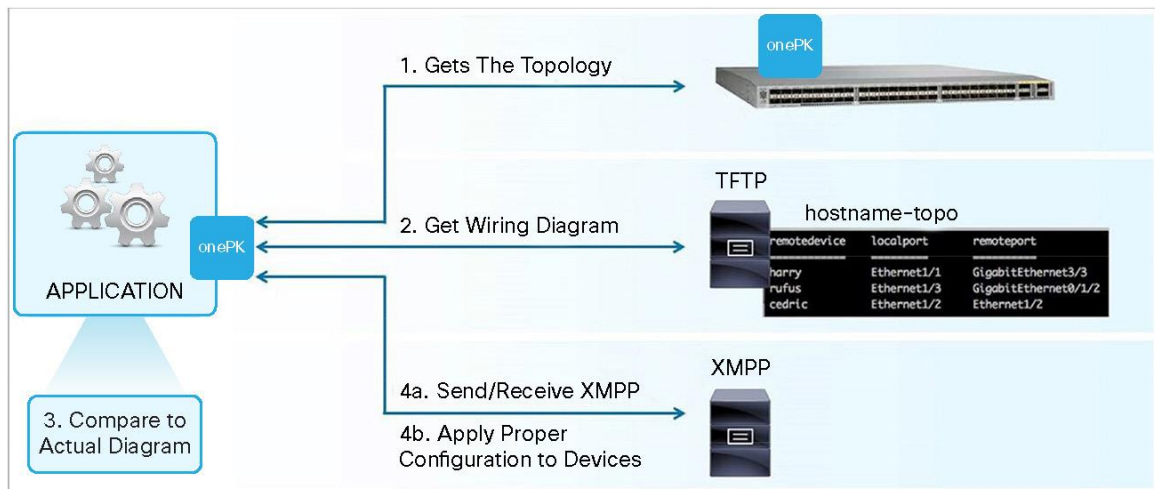 onePK
1. Gets The Topology
TFTP
hostname-topo
2. Get Wiring Diagram
onePK
APPLICATION
remotedevice localport remoteport
harry Ethernet1/1 GigabitEthernet3/3
rufus Ethernet1/3 GigabitEthernet0/1/2
cedric Ethernet1/2 Ethernet1/2
XMPP
3. Compare to
Actual Diagram
4a. Send/Receive XMPP
4b. Apply Proper
Configuration to Devices